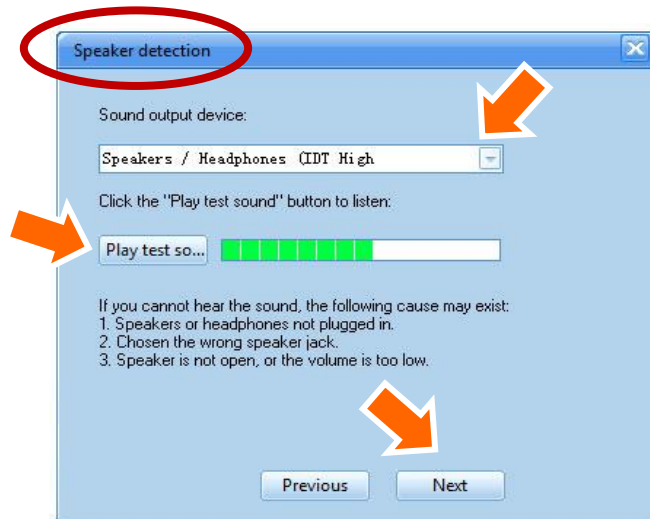 Speaker detection
Sound output device:
Speakers / Headphones (IDT High
Click the "Play test sound" button to listen:
Play test so...
If you cannot hear the sound, the following cause may exist:
1. Speakers or headphones not plugged in.
2. Chosen the wrong speaker jack.
3. Speaker is not open, or the volume is too low.
Previous
Next